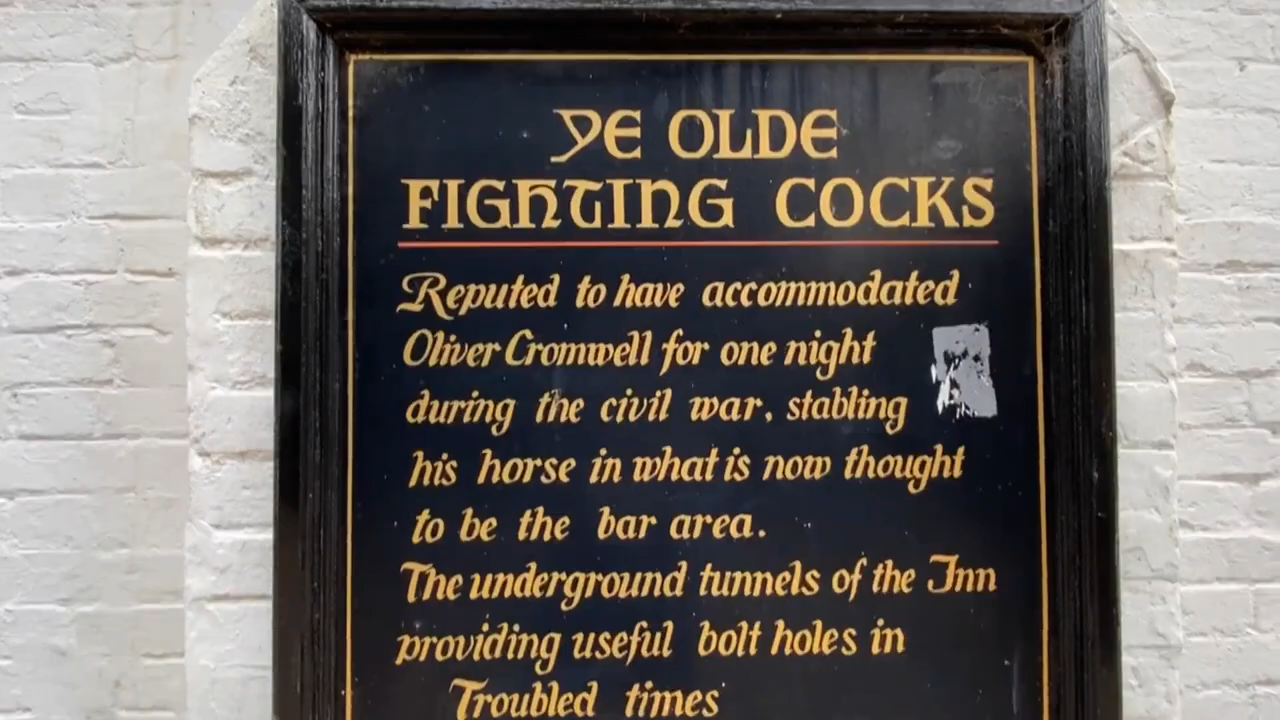 YE OLDE
FIGHTING COCKS
Reputed to have accommodated
Oliver Cromwell for one night
during the civil war, stabling
his horse in what is now thought
to be the bar area.
The underground tunnels of the Inn
providing useful bolt holes in
Troubled times